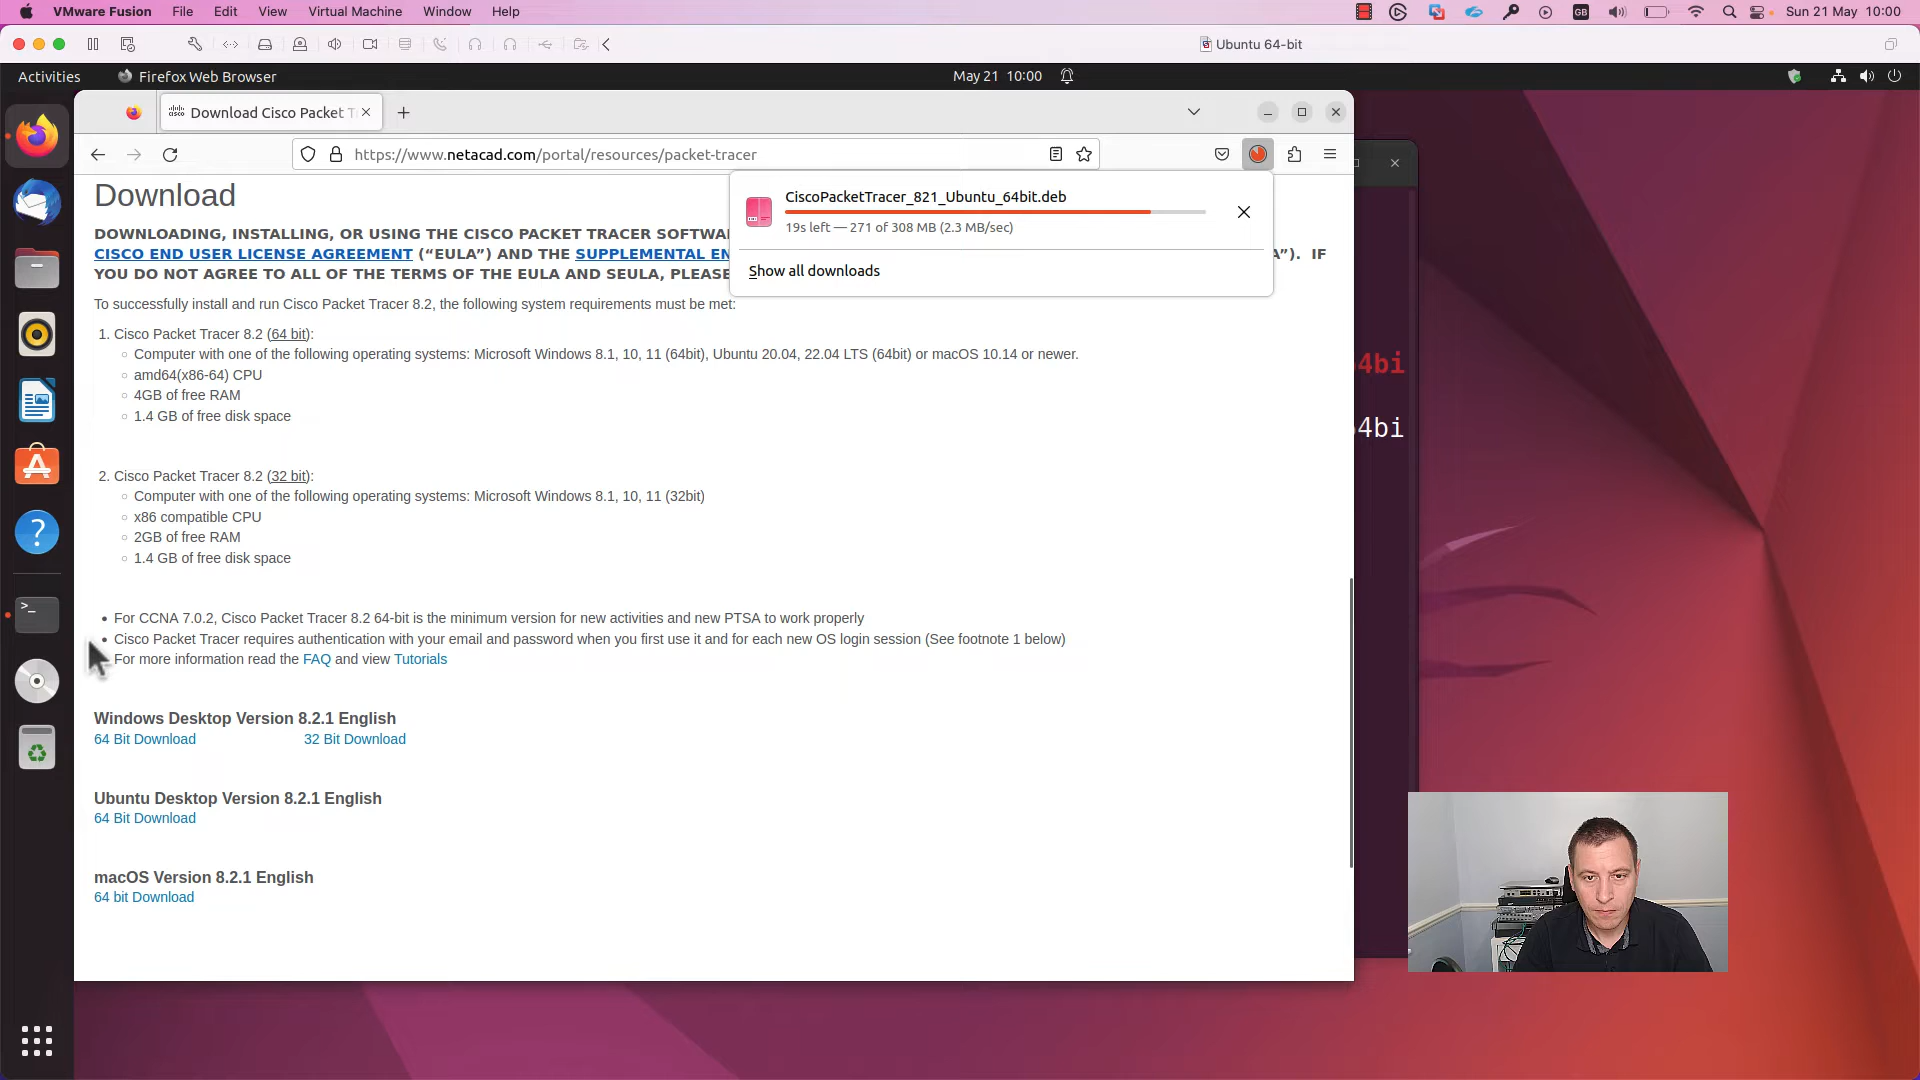 VMware Fusion File Edit View Virtual Machine Window Help GB Sun 21 May 10:00
Ubuntu 64-bit
Activities Firefox Web Browser May 21 10:00
Download Cisco Packet T
https://www.netacad.com/portal/resources/packet-tracer
Download
CiscoPacketTracer_821_Ubuntu_64bit.deb
19s left — 271 of 308 MB (2.3 MB/sec)
Show all downloads
DOWNLOADING, INSTALLING, OR USING THE CISCO PACKET TRACER SOFTWA
CISCO END USER LICENSE AGREEMENT (“EULA”) AND THE SUPPLEMENTAL EN A”). IF
YOU DO NOT AGREE TO ALL OF THE TERMS OF THE EULA AND SEULA, PLEASE
To successfully install and run Cisco Packet Tracer 8.2, the following system requirements must be met:
1. Cisco Packet Tracer 8.2 (64 bit):
Computer with one of the following operating systems: Microsoft Windows 8.1, 10, 11 (64bit), Ubuntu 20.04, 22.04 LTS (64bit) or macOS 10.14 or newer.
amd64(x86-64) CPU
4GB of free RAM
1.4 GB of free disk space
4bi
4bi
2. Cisco Packet Tracer 8.2 (32 bit):
Computer with one of the following operating systems: Microsoft Windows 8.1, 10, 11 (32bit)
x86 compatible CPU
2GB of free RAM
1.4 GB of free disk space
For CCNA 7.0.2, Cisco Packet Tracer 8.2 64-bit is the minimum version for new activities and new PTSA to work properly
Cisco Packet Tracer requires authentication with your email and password when you first use it and for each new OS login session (See footnote 1 below)
For more information read the FAQ and view Tutorials
Windows Desktop Version 8.2.1 English
64 Bit Download 32 Bit Download
Ubuntu Desktop Version 8.2.1 English
64 Bit Download
macOS Version 8.2.1 English
64 bit Download